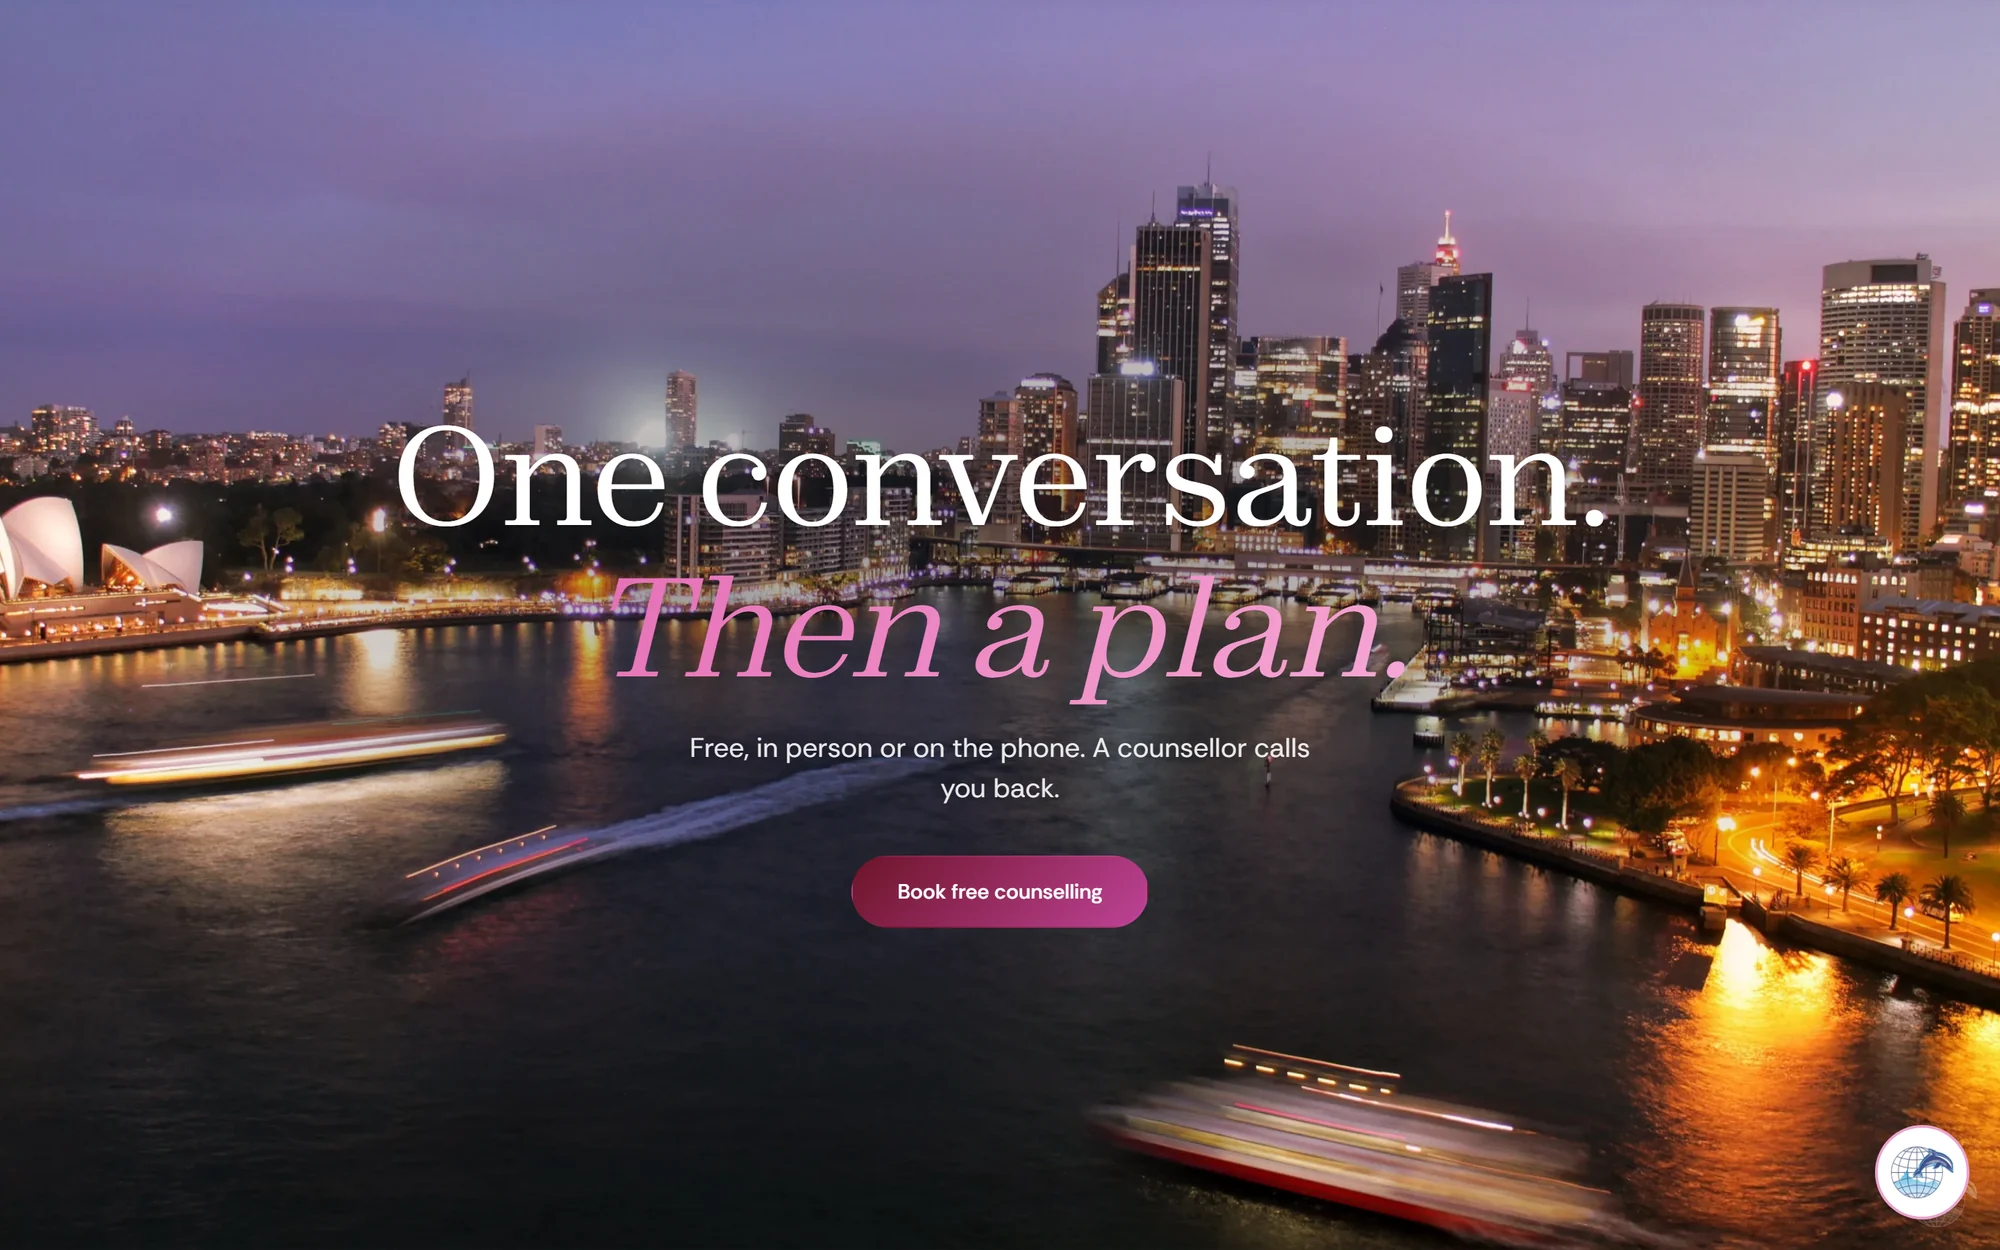 One conversation.
Then a plan.
Free, in person or on the phone. A counsellor calls
you back.
Book free counselling